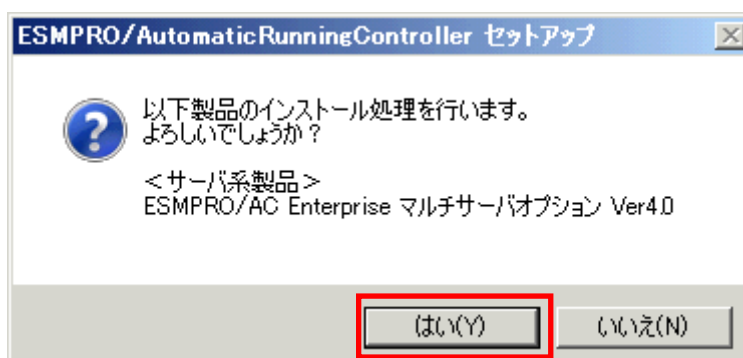 ESMPRO/AutomaticRunningController セットアップ
以下製品のインストール処理を行います。
よろしいでしょうか？
＜サーバ系製品＞
ESMPRO/AC Enterprise マルチサーバオプション Ver4.0
はい(Y)
いいえ(N)